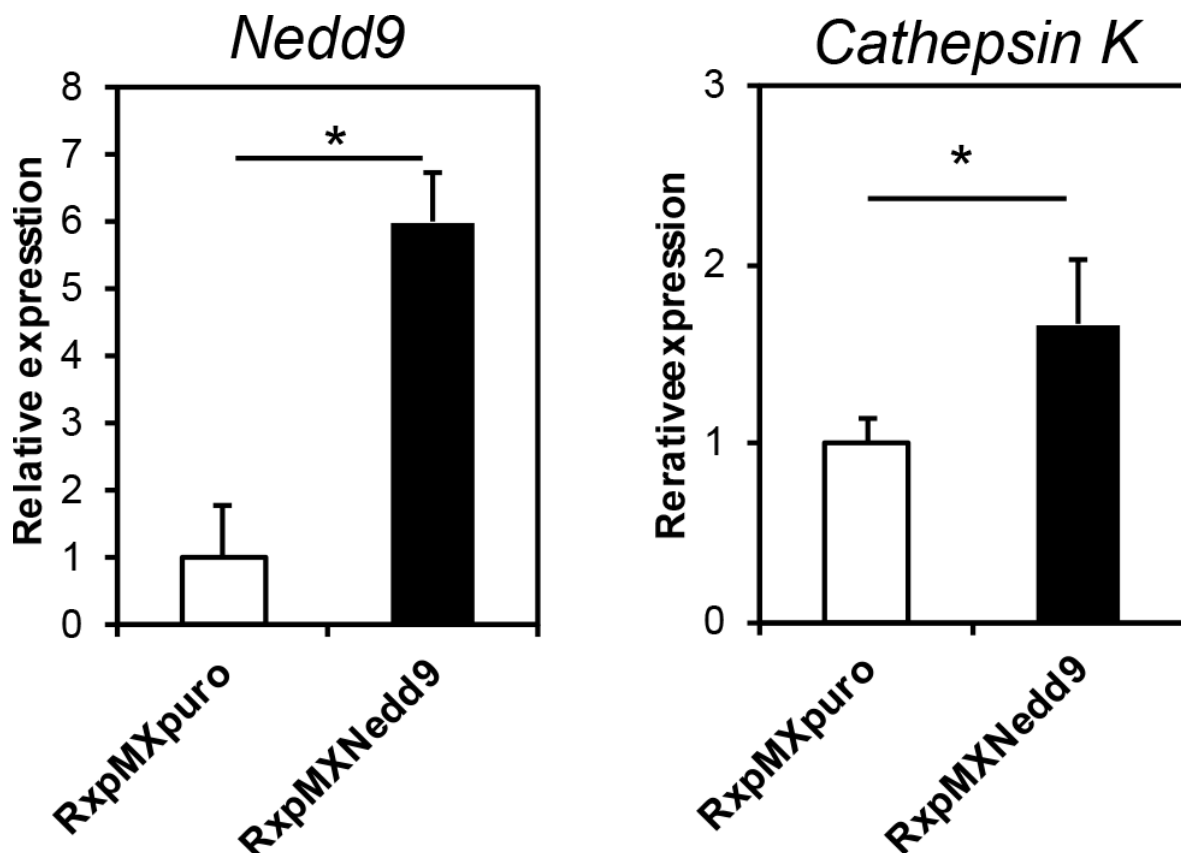 Nedd9
Relative expresstion
8
7
6
5
4
3
2
1
0
*
RxpMXpuro
RxpMXNedd9
Cathepsin K
Rerativeexpression
3
2
1
0
*
RxpMXpuro
RxpMXNedd9